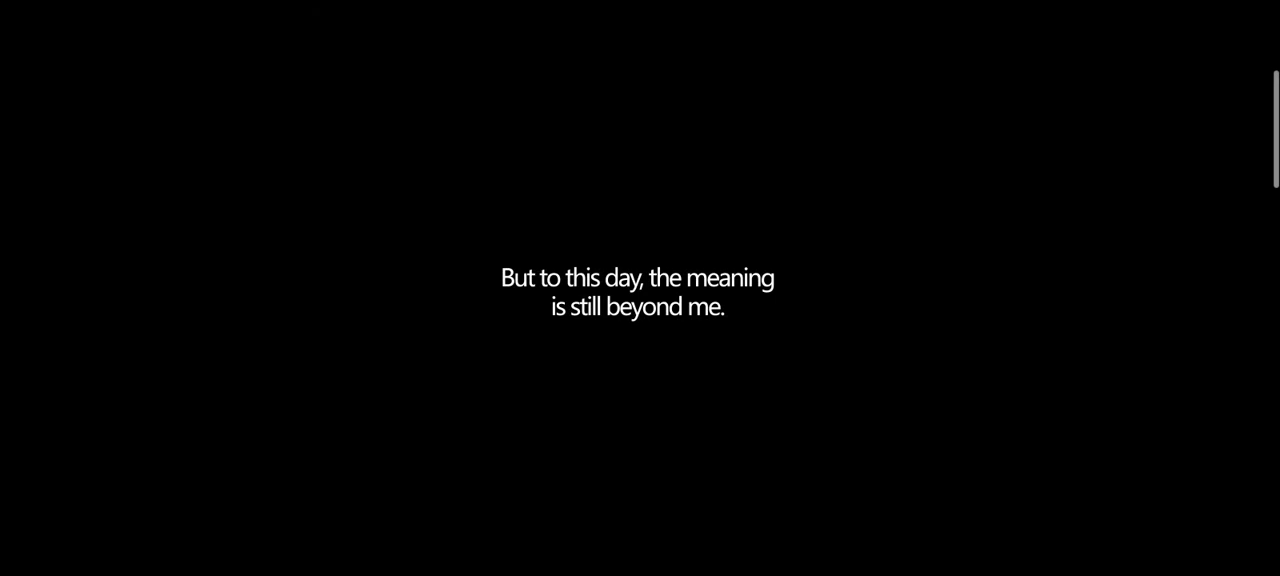 But to this day, the meaning
is still beyond me.